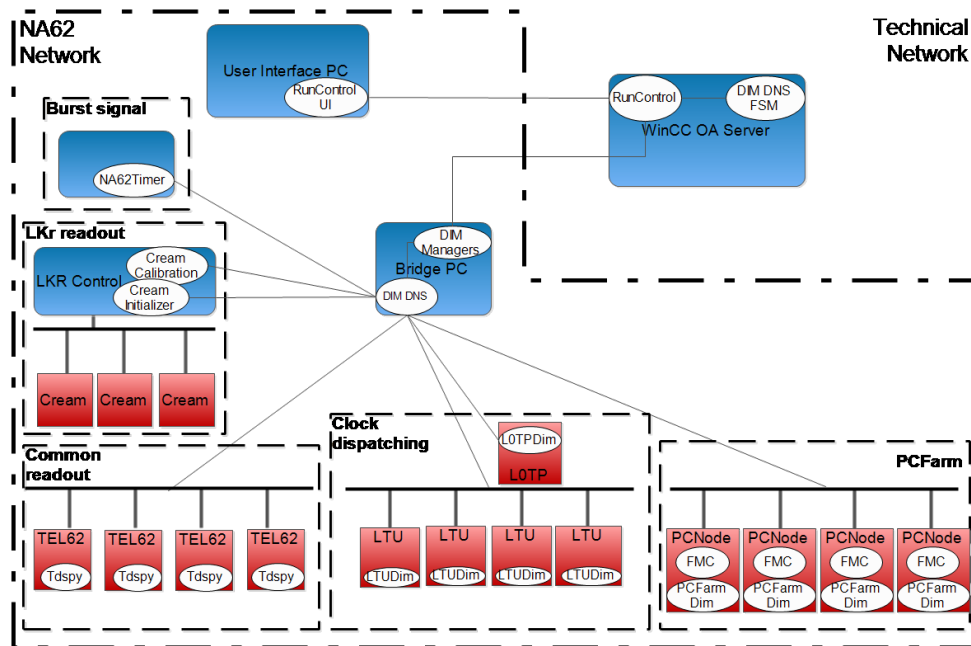 NA62
Network
Technical
Network
User Interface PC
RunControl
UI
RunControl
DIM DNS
FSM
WinCC OA Server
Burst signal
NA62Timer
LKr readout
LKR Control
Cream
Calibration
Cream
Initializer
DIM
Managers
Bridge PC
DIM DNS
Cream
Cream
Cream
Common
readout
TEL62
TEL62
TEL62
TEL62
Tdspy
Tdspy
Tdspy
Tdspy
Clock
dispatching
L0TPDim
L0TP
LTU
LTU
LTU
LTU
LTUDim
LTUDim
LTUDim
LTUDim
PCFarm
PCNode
PCNode
PCNode
PCNode
FMC
FMC
FMC
FMC
PCFarm
Dim
PCFarm
Dim
PCFarm
Dim
PCFarm
Dim